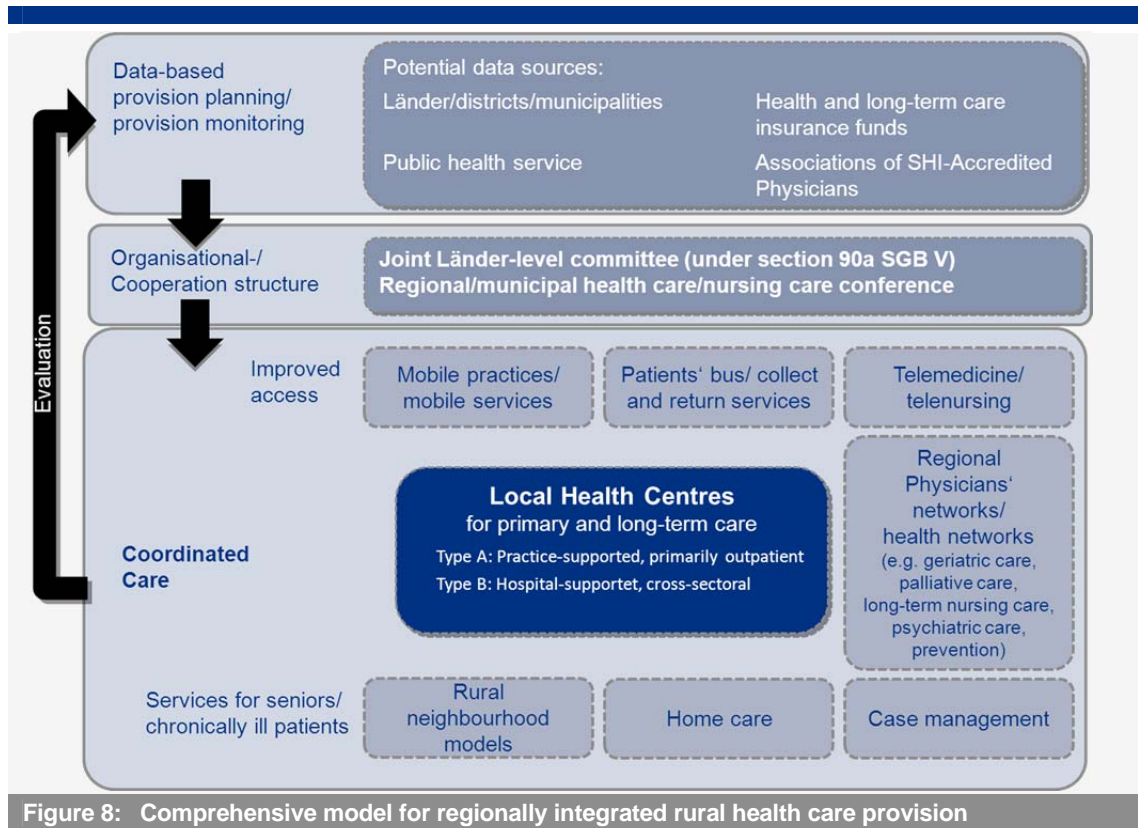 Data-based
provision planning/
provision monitoring
Potential data sources:
Länder/districts/municipalities
Health and long-term care
insurance funds
Public health service
Associations of SHI-Accredited
Physicians
Organisational-/
Cooperation structure
Joint Länder-level committee (under section 90a SGB V)
Regional/municipal health care/nursing care conference
Evaluation
Improved
access
Mobile practices/
mobile services
Patients‘ bus/ collect
and return services
Telemedicine/
telenursing
Coordinated
Care
Local Health Centres
for primary and long-term care
Type A: Practice-supported, primarily outpatient
Type B: Hospital-supportet, cross-sectoral
Regional
Physicians‘
networks/
health networks
(e.g. geriatric care,
palliative care,
long-term nursing care,
psychiatric care,
prevention)
Services for seniors/
chronically ill patients
Rural
neighbourhood
models
Home care
Case management
Figure 8: Comprehensive model for regionally integrated rural health care provision